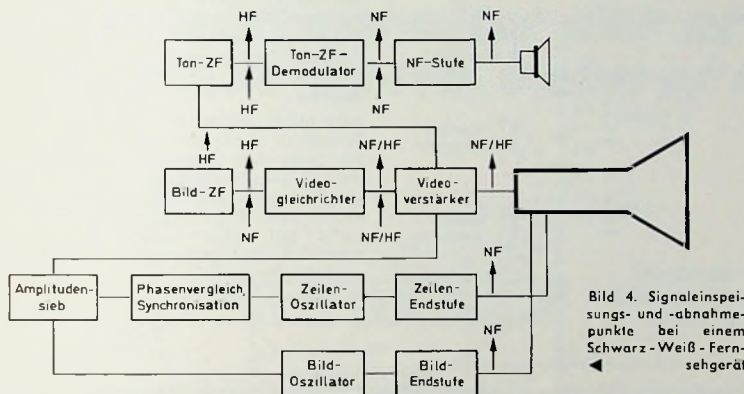 HF
NF
NF
Ton-ZF
Ton-ZF-
Demodulator
NF-Stufe
HF
NF
HF
HF
NF/HF
NF/HF
Bild-ZF
Video-
gleichrichter
Video-
verstärker
NF
NF/HF
Amplituden-
sieb
Phasenvergleich,
Synchronisation
Zeilen-
Oszillator
Zeilen-
Endstufe
NF
Bild-
Oszillator
Bild-
Endstufe
NF
Bild 4. Signaleinspei-
sungs- und -abnahme-
punkte bei einem
Schwarz-Weiß-Fern-
◄ sehgerät